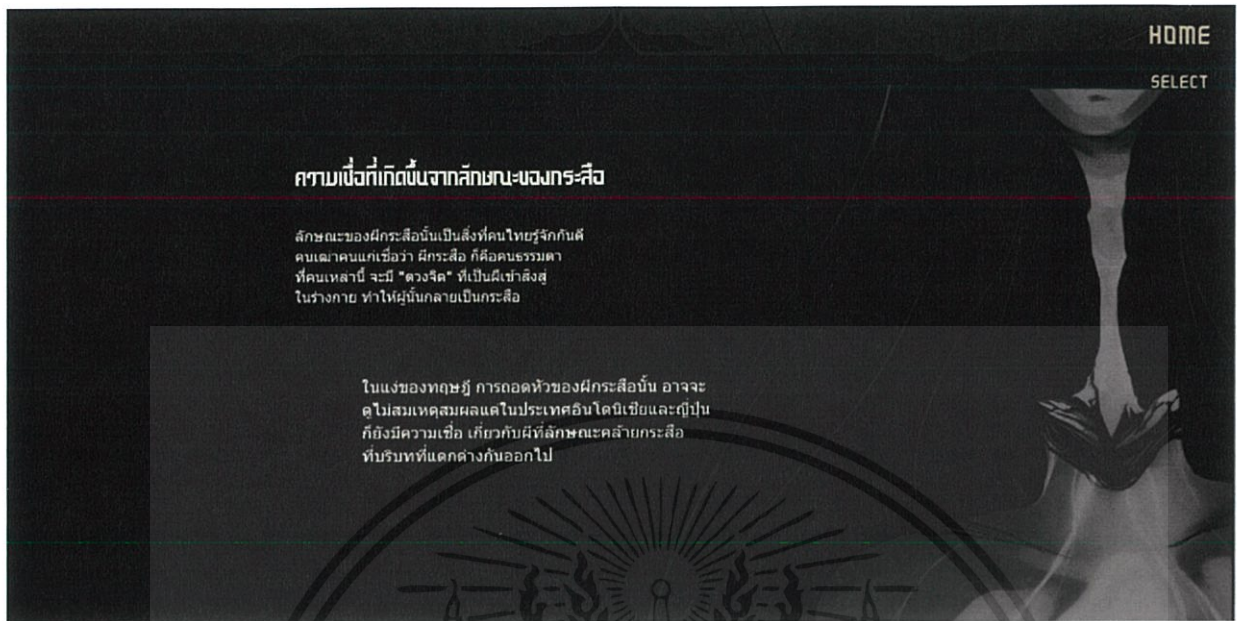 HOME
SELECT
ความเชื่อที่เกิดขึ้นจากลักษณะของกระสือ
ลักษณะของผีกระสือนั้นเป็นสิ่งที่คนไทยรู้จักกันดี
คนเฒ่าคนแก่เชื่อว่า ผีกระสือ ก็คือคนธรรมดา
ที่คนเหล่านี้ จะมี "ดวงจิต" ที่เป็นผีเข้าสิงสู่
ในร่างกาย ทำให้ผู้นั้นกลายเป็นกระสือ
ในแง่ของทฤษฎี การถอดหัวของผีกระสือนั้น อาจจะ
ดูไม่สมเหตุสมผลแต่ในประเทศอินโดนิเซียและญี่ปุ่น
ก็ยังมีความเชื่อ เกี่ยวกับผีที่ลักษณะคล้ายกระสือ
ที่บริบทที่แตกต่างกันออกไป